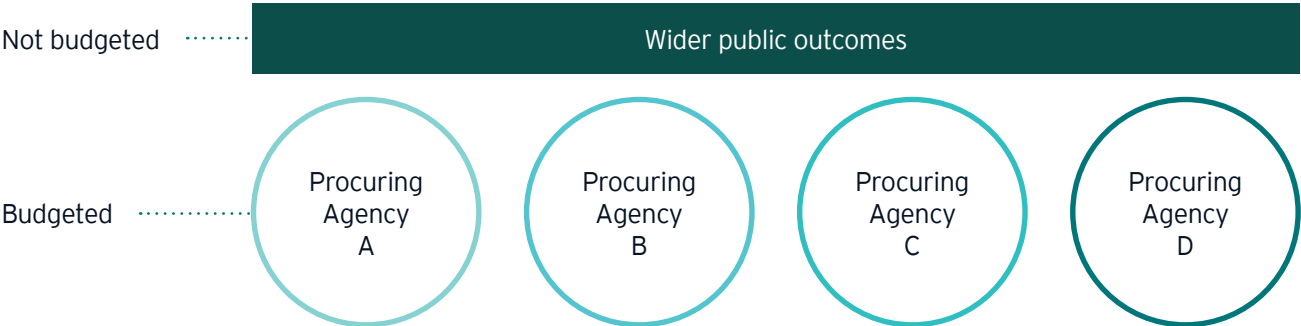 Not budgeted
Wider public outcomes
Budgeted
Procuring
Agency
A
Procuring
Agency
B
Procuring
Agency
C
Procuring
Agency
D